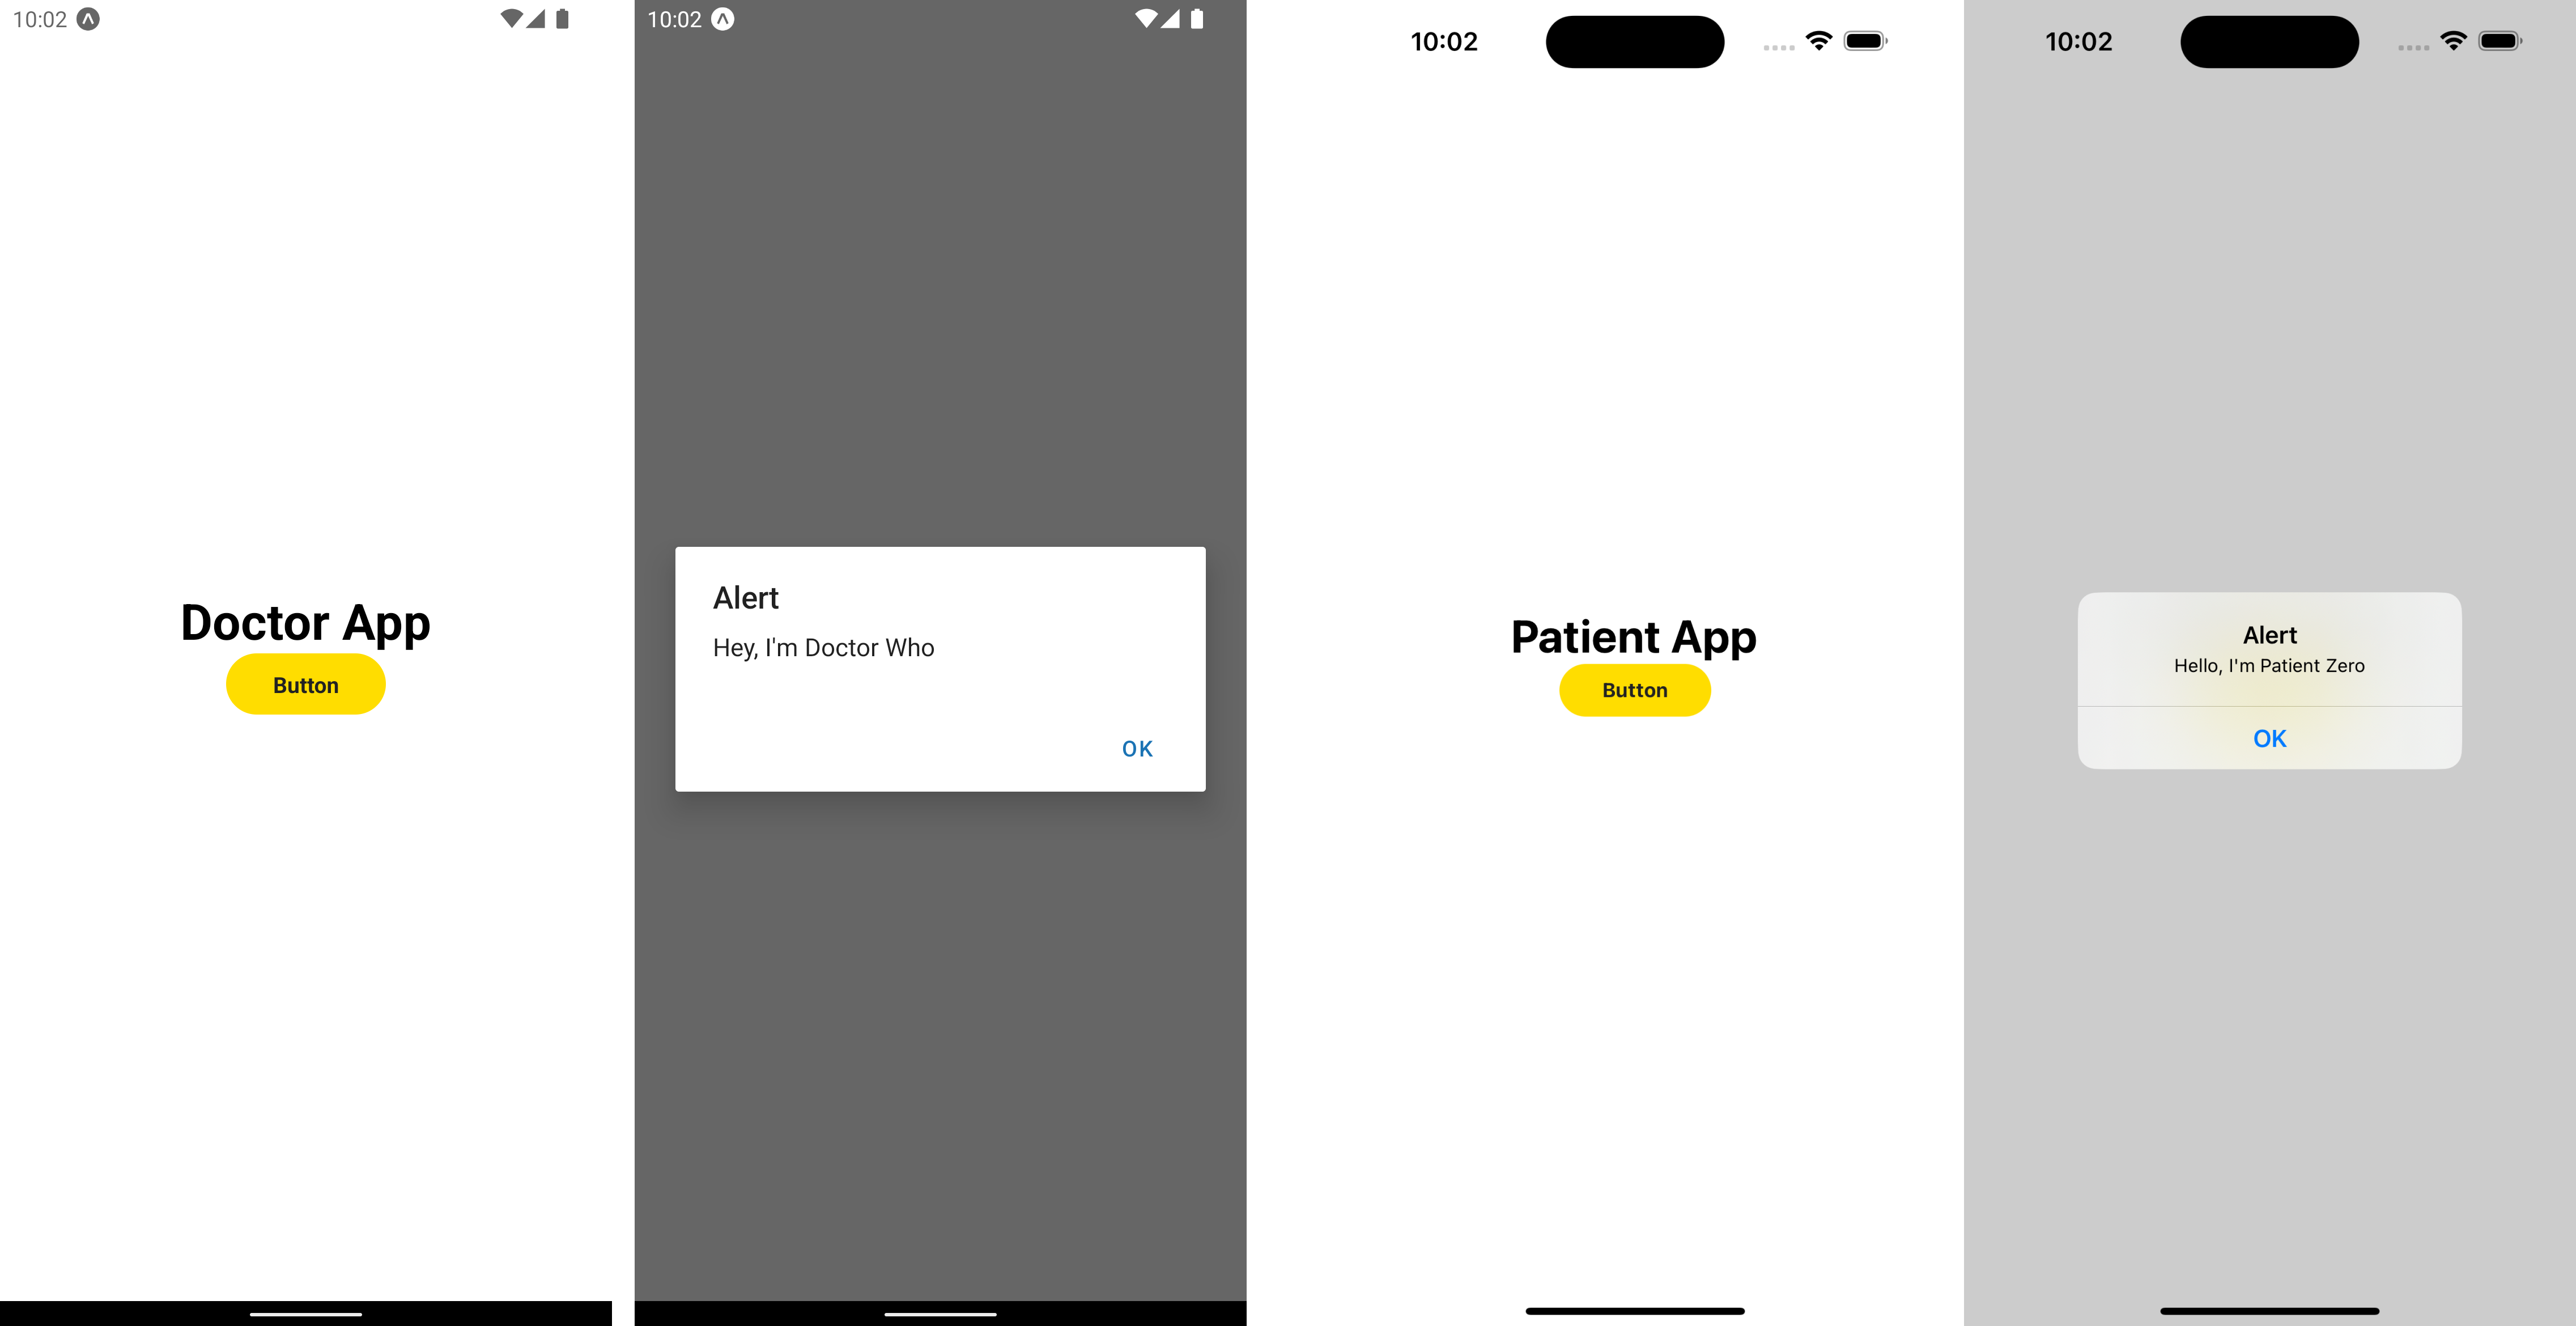 10:02
Doctor App
Button
10:02
Alert
Hey, I'm Doctor Who
OK
10:02
Patient App
Button
10:02
Alert
Hello, I'm Patient Zero
OK